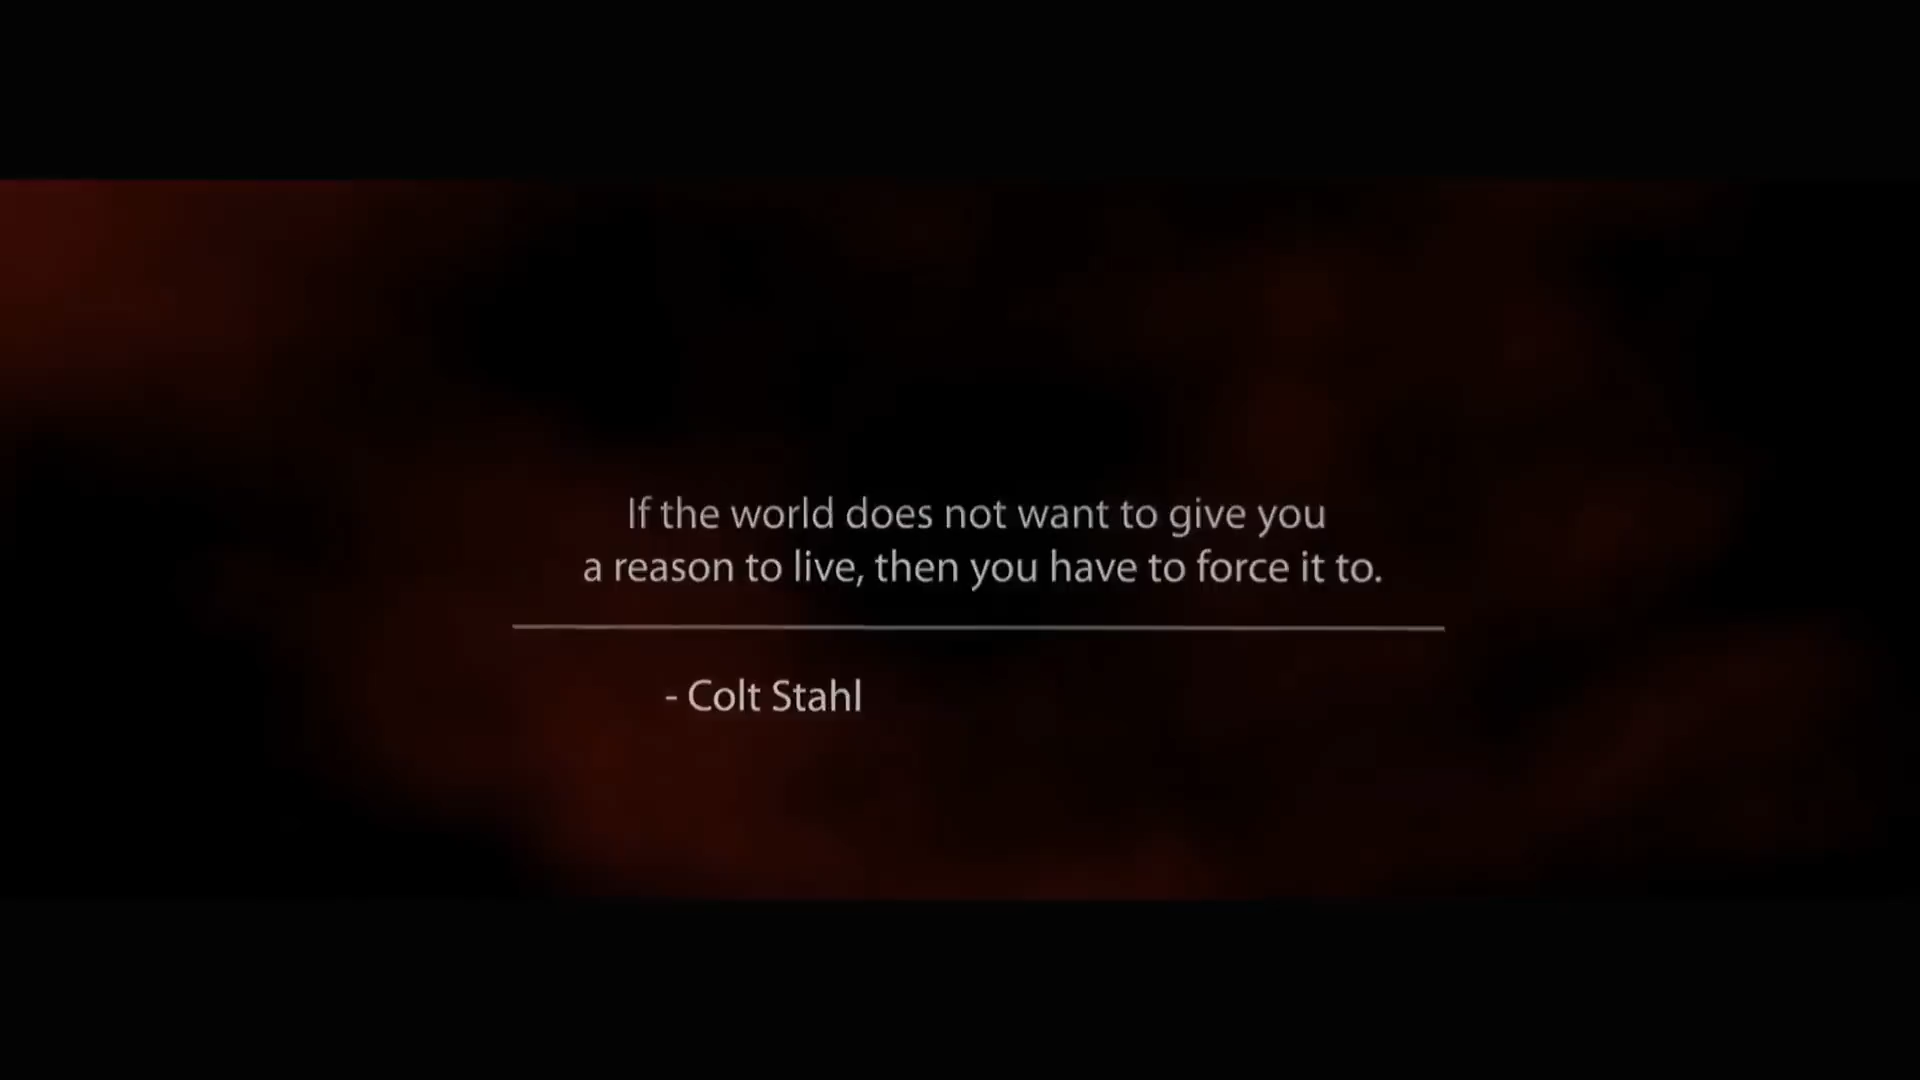 If the world does not want to give you
a reason to live, then you have to force it to.
- Colt Stahl